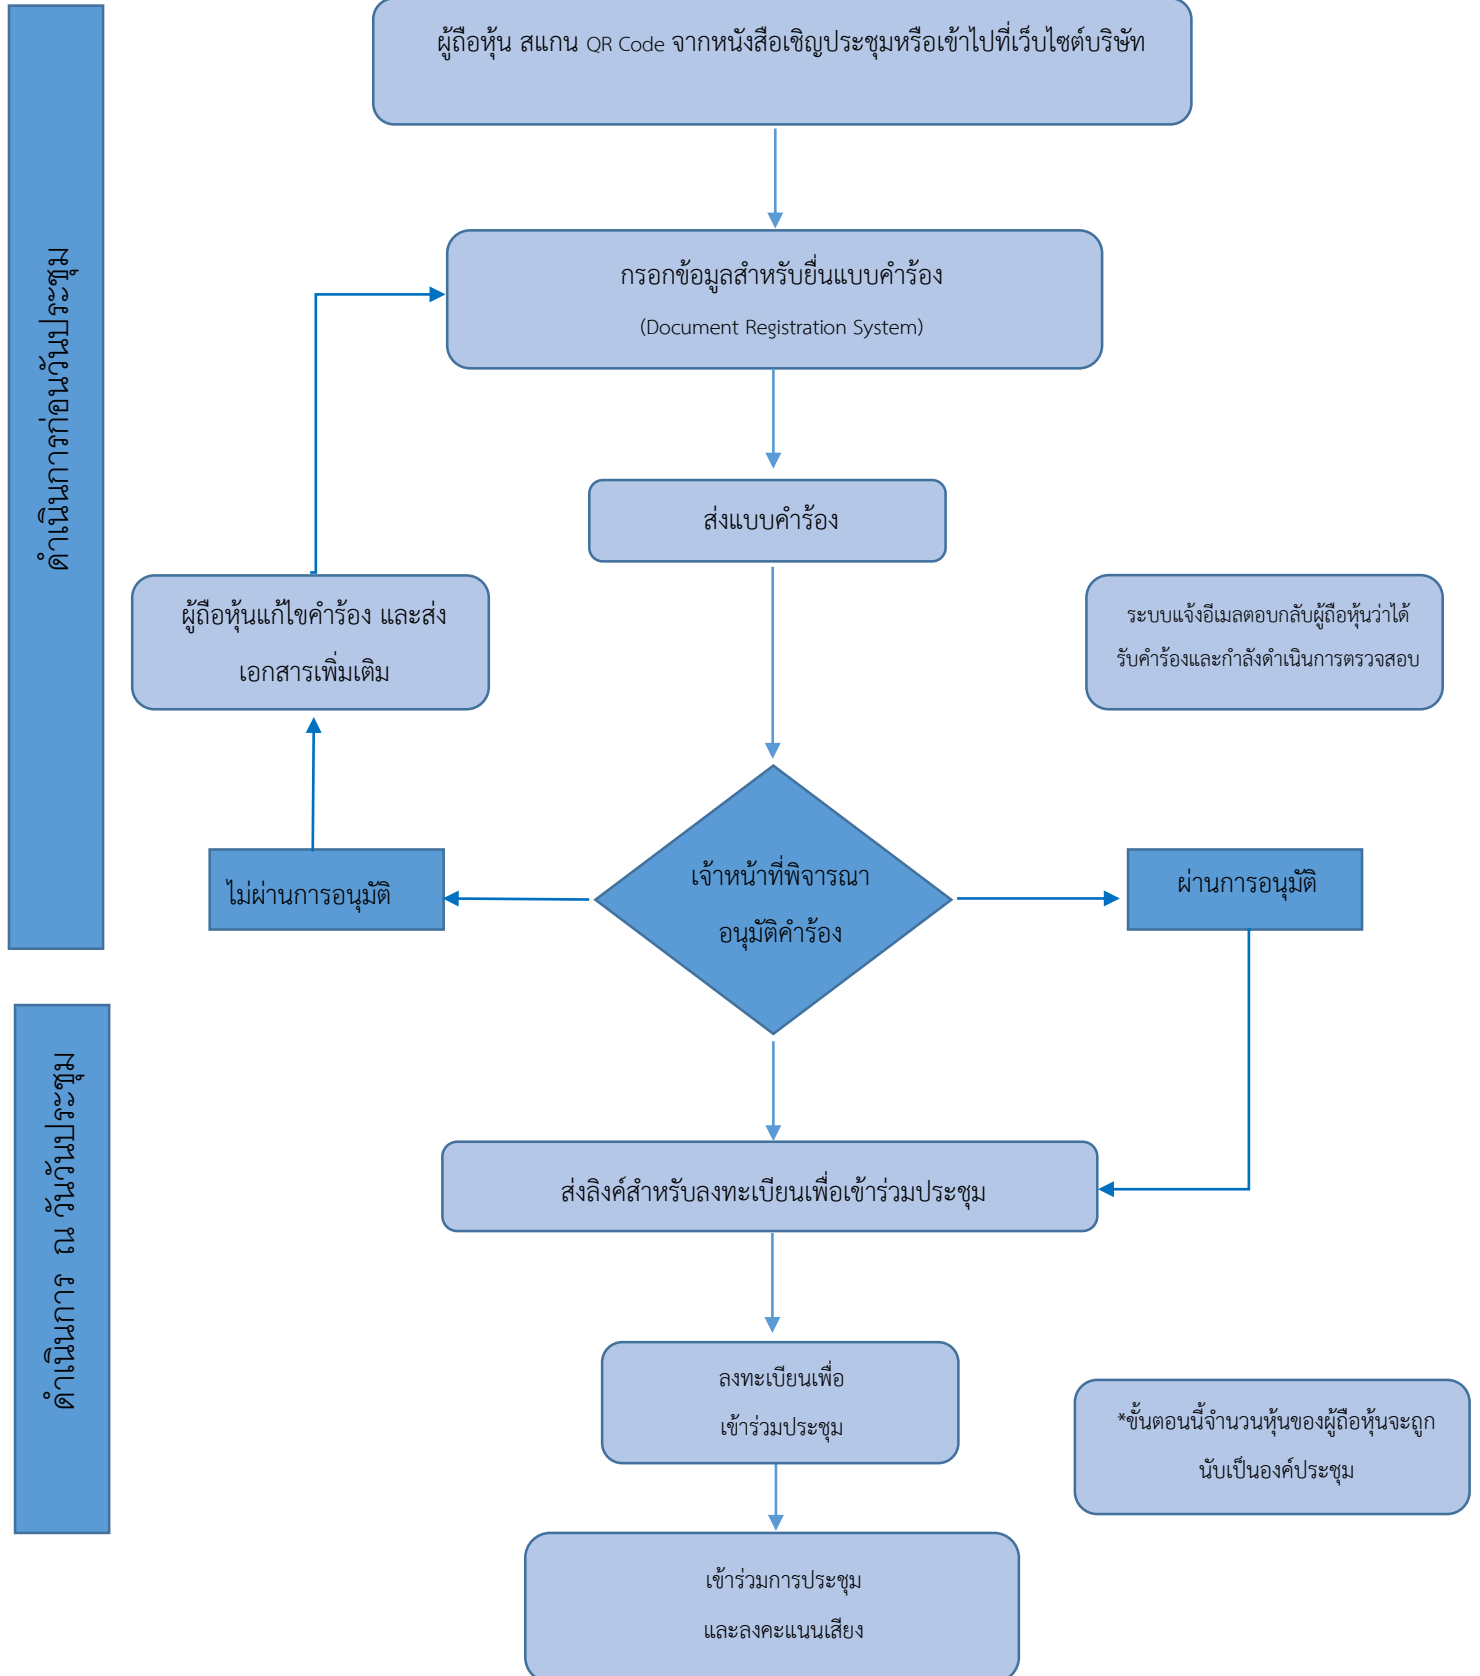 ดำเนินการก่อนวันประชุม
ผู้ถือหุ้น สแกน QR Code จากหนังสือเชิญประชุมหรือเข้าไปที่เว็บไซต์บริษัท
กรอกข้อมูลสำหรับยื่นแบบคำร้อง
(Document Registration System)
ส่งแบบคำร้อง
ผู้ถือหุ้นแก้ไขคำร้อง และส่ง
เอกสารเพิ่มเติม
ระบบแจ้งอีเมลตอบกลับผู้ถือหุ้นว่าได้
รับคำร้องและกำลังดำเนินการตรวจสอบ
ไม่ผ่านการอนุมัติ
เจ้าหน้าที่พิจารณา
อนุมัติคำร้อง
ผ่านการอนุมัติ
ดำเนินการ ณ วันวันประชุม
ส่งลิงค์สำหรับลงทะเบียนเพื่อเข้าร่วมประชุม
ลงทะเบียนเพื่อ
เข้าร่วมประชุม
*ขั้นตอนนี้จำนวนหุ้นของผู้ถือหุ้นจะถูก
นับเป็นองค์ประชุม
เข้าร่วมการประชุม
และลงคะแนนเสียง